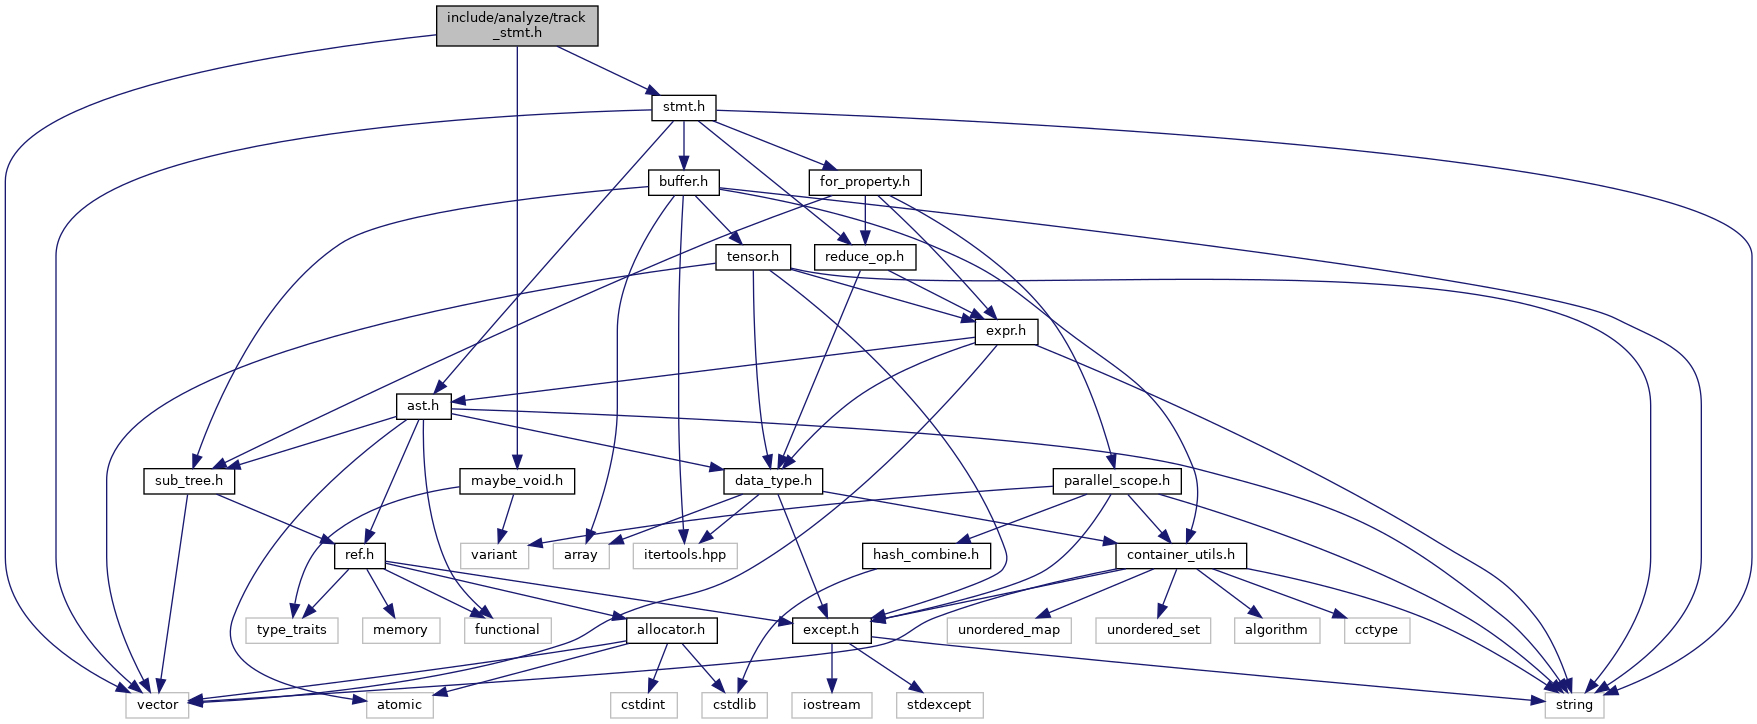 include/analyze/track
_stmt.h
stmt.h
buffer.h
for_property.h
tensor.h
reduce_op.h
expr.h
ast.h
sub_tree.h
maybe_void.h
data_type.h
parallel_scope.h
ref.h
variant
array
itertools.hpp
hash_combine.h
container_utils.h
type_traits
memory
functional
allocator.h
except.h
unordered_map
unordered_set
algorithm
cctype
vector
atomic
cstdint
cstdlib
iostream
stdexcept
string